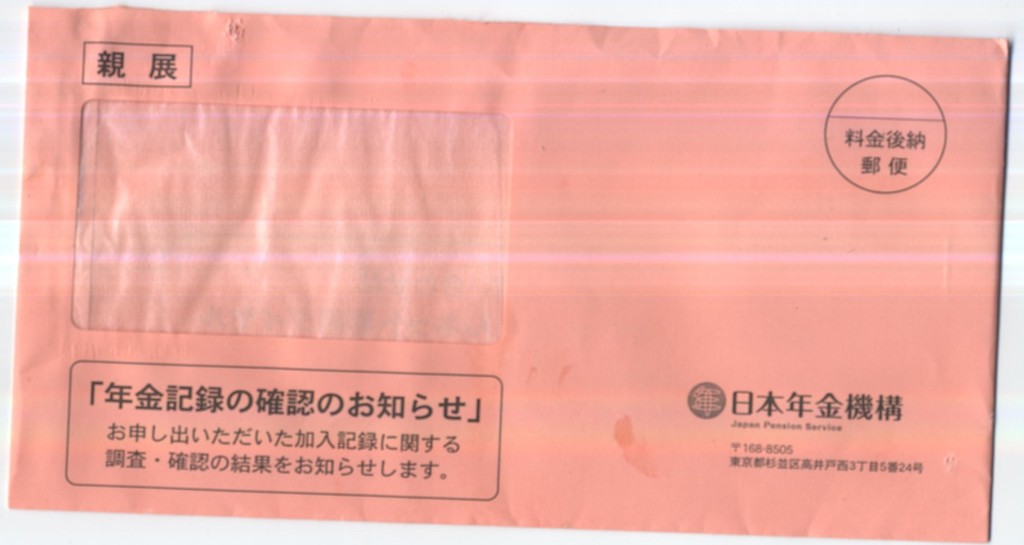 親 展
料金後納
郵 便
「年金記録の確認のお知らせ」
お申し出いただいた加入記録に関する
調査・確認の結果をお知らせします。
日本年金機構
Japan Pension Service
〒168-8505
東京都杉並区高井戸西3丁目5番24号